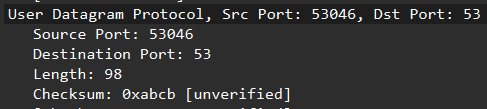 User Datagram Protocol, Src Port: 53046, Dst Port: 53
Source Port: 53046
Destination Port: 53
Length: 98
Checksum: 0xabcb [unverified]